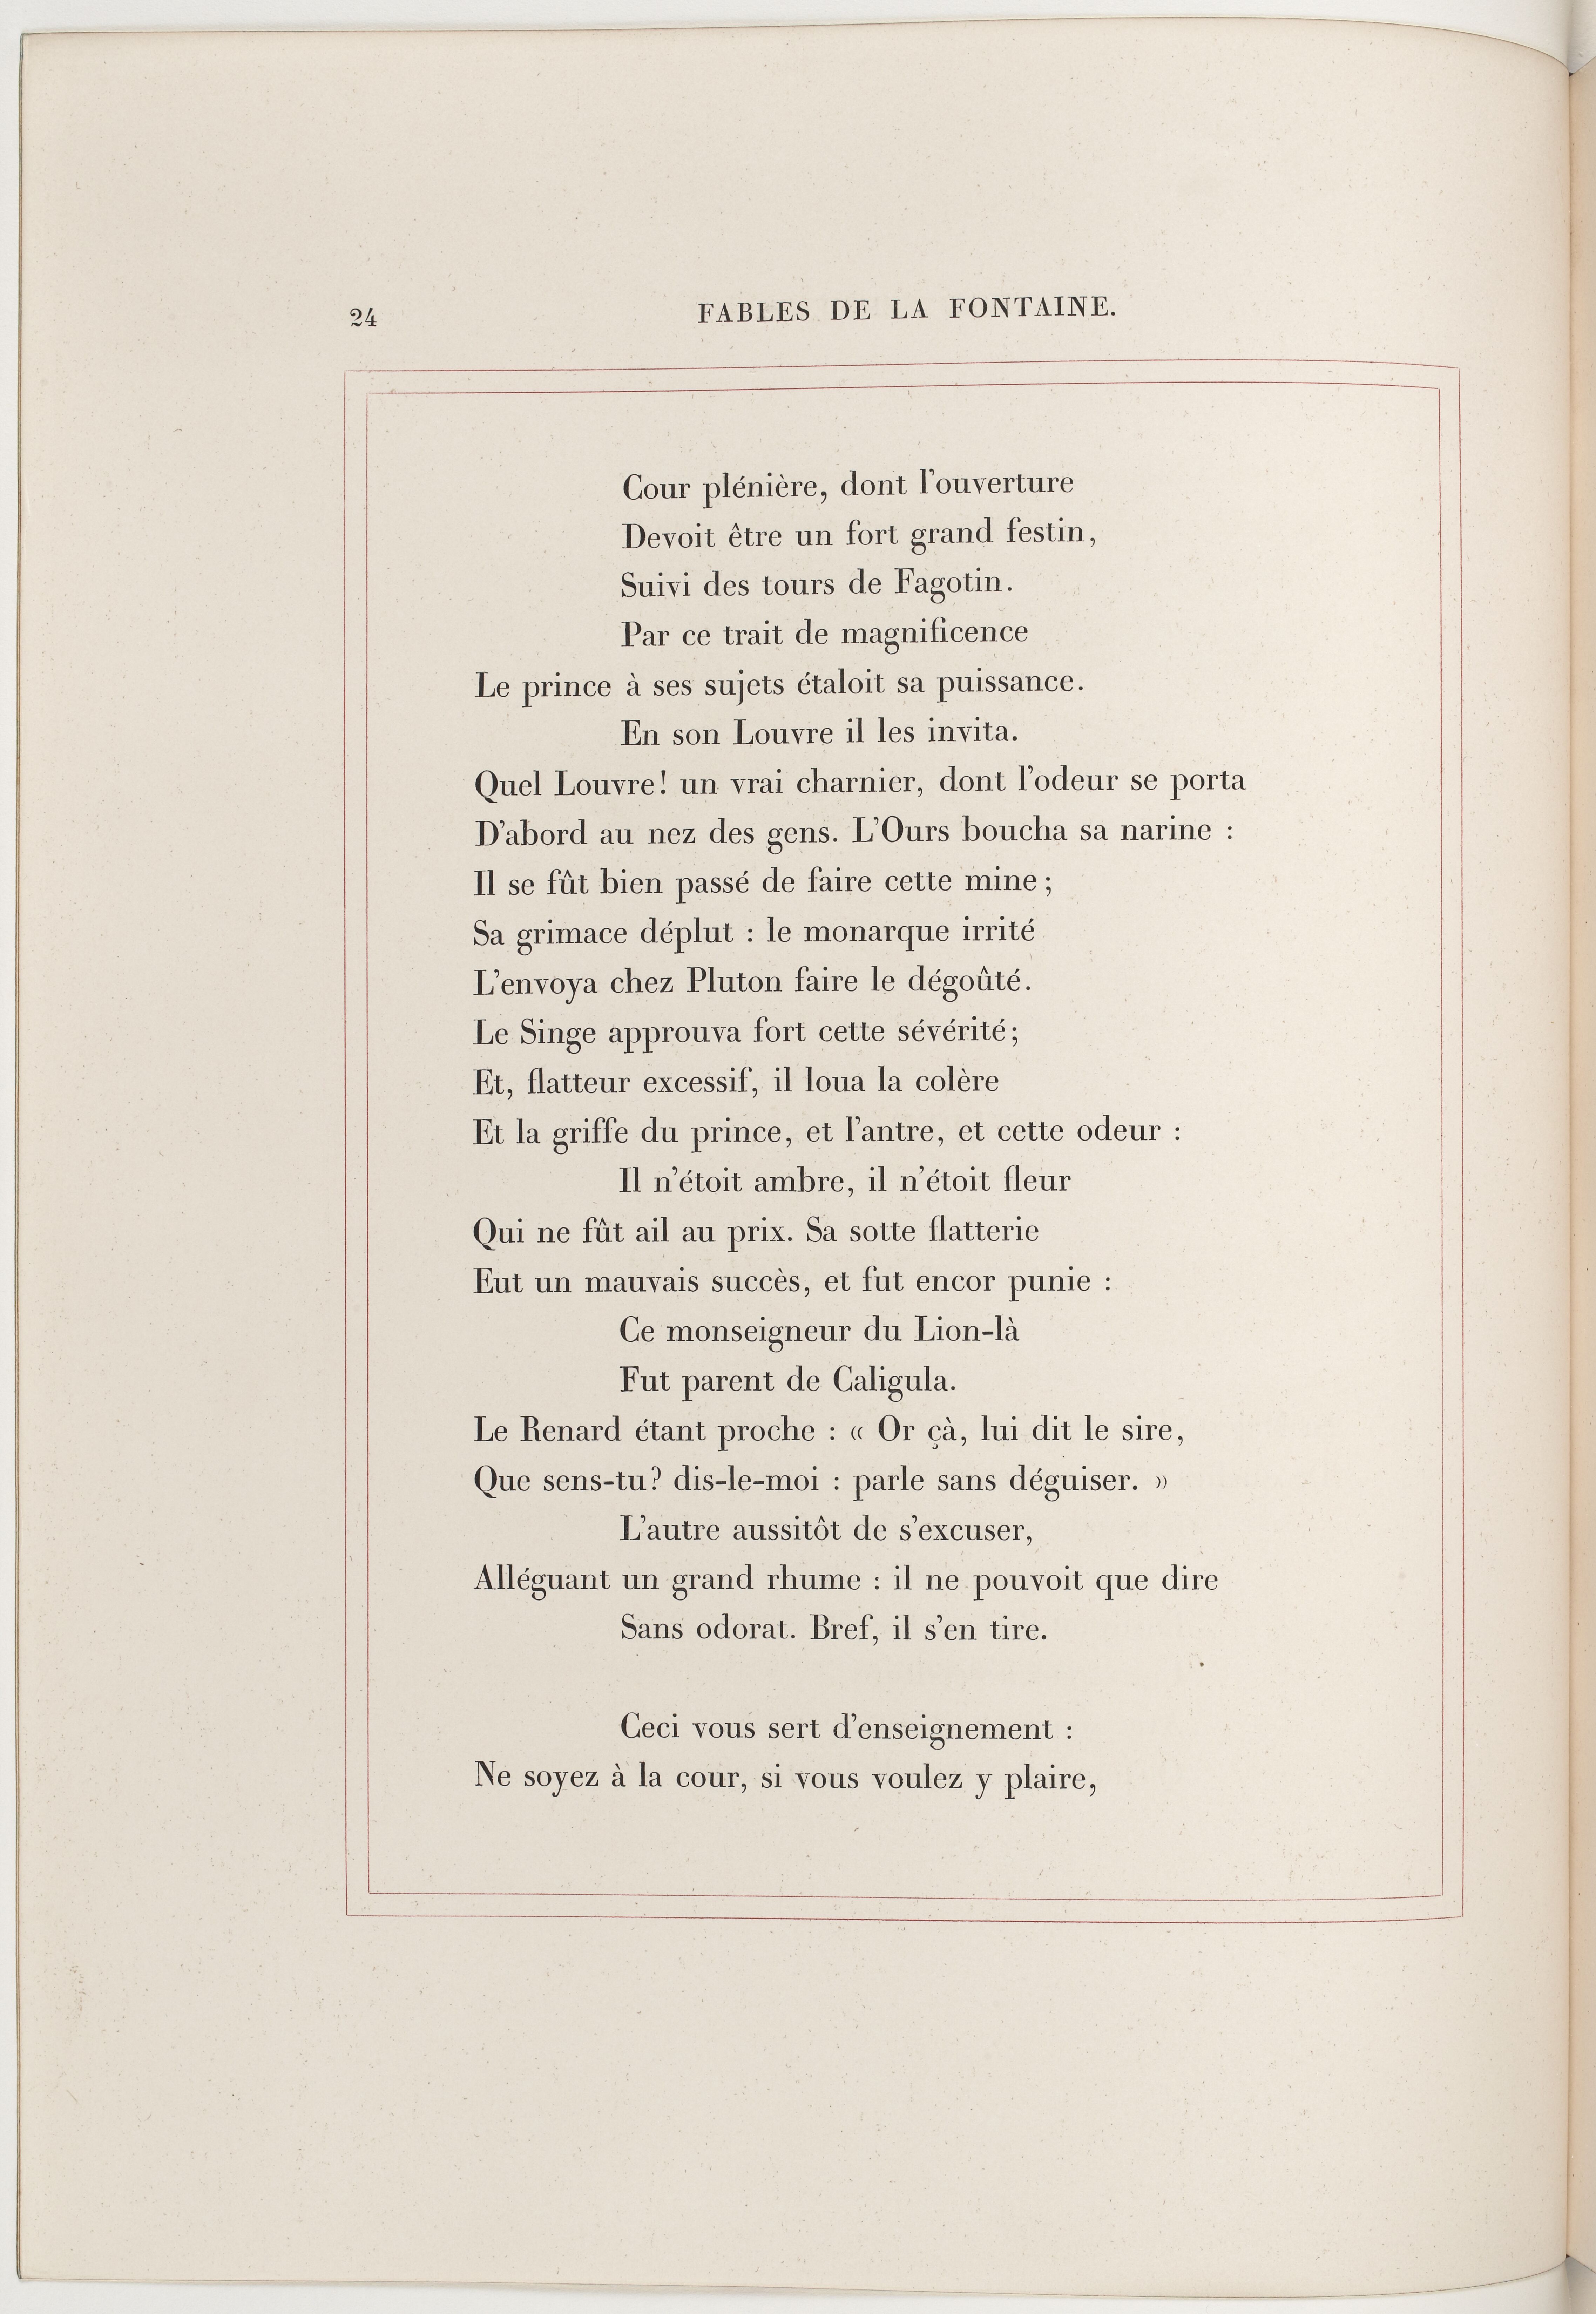 24
FABLES DE LA FONTAINE.
Cour plénière, dont l'ouverture
Devoit être un fort grand festin,
Suivi des tours de Fagotin.
Par ce trait de magnificence
Le prince à ses sujets étaloit sa puissance.
En son Louvre il les invita.
Quel Louvre! un vrai charnier, dont l'odeur se porta
D'abord au nez des gens. L'Ours boucha sa narine :
Il se fût bien passé de faire cette mine ;
Sa grimace déplut : le monarque irrité
L'envoya chez Pluton faire le dégoûté.
Le Singe approuva fort cette sévérité;
Et, flatteur excessif, il loua la colère
Et la griffe du prince, et l'antre, et cette odeur :
Il n'étoit ambre, il n'étoit fleur
Qui ne fût ail au prix. Sa sotte flatterie
Eut un mauvais succès, et fut encor punie :
Ce monseigneur du Lion-là
Fut parent de Caligula.
Le Renard étant proche : « Or çà, lui dit le sire,
Que sens-tu? dis-le-moi : parle sans déguiser. »
L'autre aussitôt de s'excuser,
Alléguant un grand rhume : il ne pouvoit que dire
Sans odorat. Bref, il s'en tire.
Ceci vous sert d'enseignement :
Ne soyez à la cour, si vous voulez y plaire,